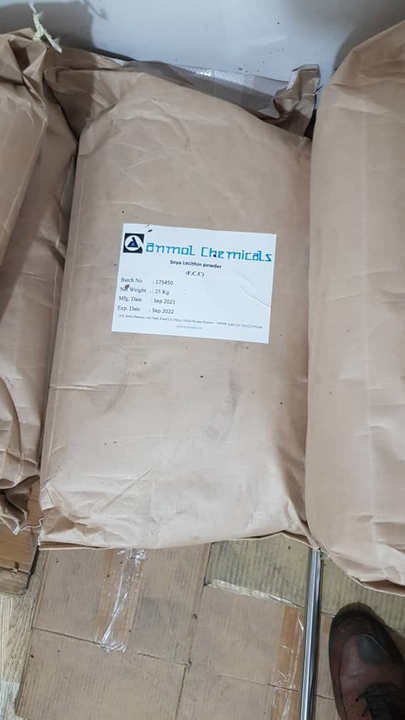 anmol Chemicals
Soya Lecithin powder
(F.C.C)
Batch No : 175450
Net Weight : 25 Kg
Mfg. Date : Sep 2021
Exp. Date : Sep 2022